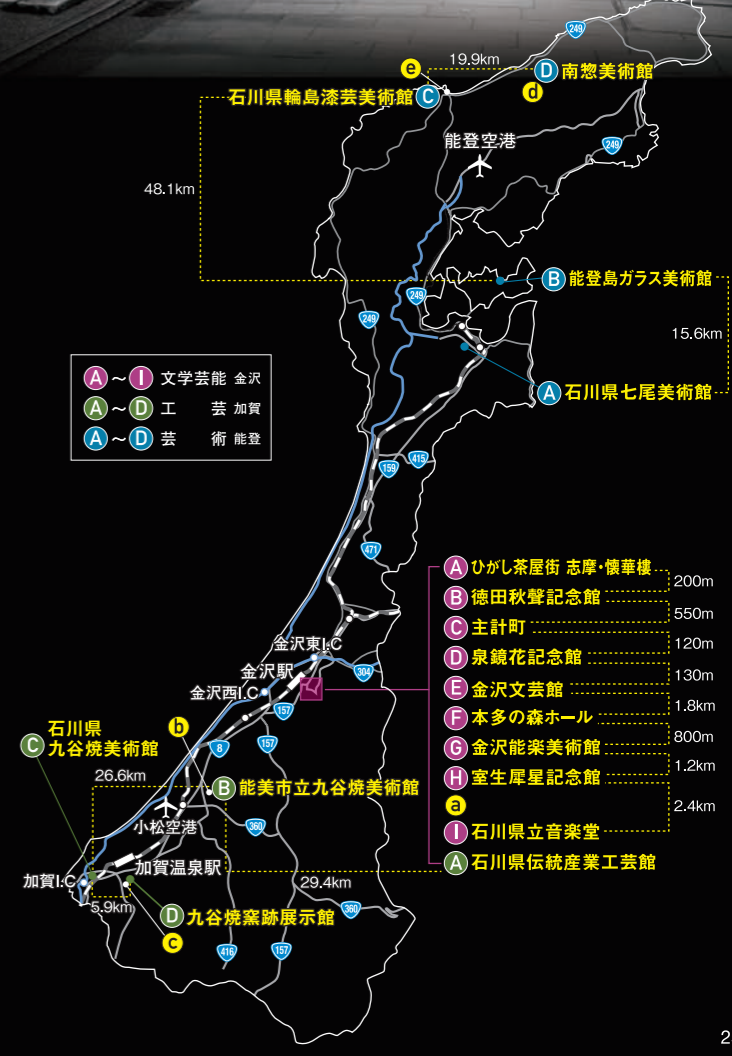 249
19.9km
e
D 南惣美術館
d
石川県輪島漆芸美術館 C
能登空港
249
48.1km
B 能登島ガラス美術館
249
249
15.6km
A 石川県七尾美術館
A ～ I 文学芸能 金沢
A ～ D 工 芸 加賀
A ～ D 芸 術 能登
415
159
471
A ひがし茶屋街 志摩・懐華樓
200m
B 徳田秋聲記念館
550m
C 主計町
120m
D 泉鏡花記念館
130m
E 金沢文芸館
1.8km
F 本多の森ホール
800m
G 金沢能楽美術館
1.2km
H 室生犀星記念館
a
2.4km
I 石川県立音楽堂
A 石川県伝統産業工芸館
金沢東I.C
金沢駅
304
金沢西I.C
157
石川県
C 九谷焼美術館
b
8
157
26.6km
B 能美市立九谷焼美術館
小松空港
360
加賀温泉駅
加賀I.C
29.4km
5.9km
D 九谷焼窯跡展示館
360
c
416
157
2